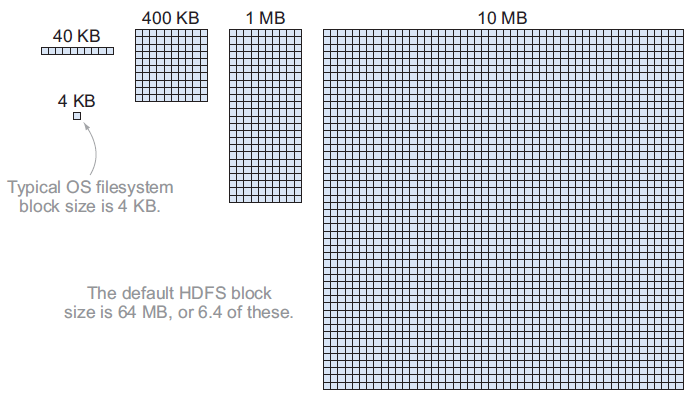 40 KB
400 KB
1 MB
10 MB
4 KB
Typical OS filesystem
block size is 4 KB.
The default HDFS block
size is 64 MB, or 6.4 of these.